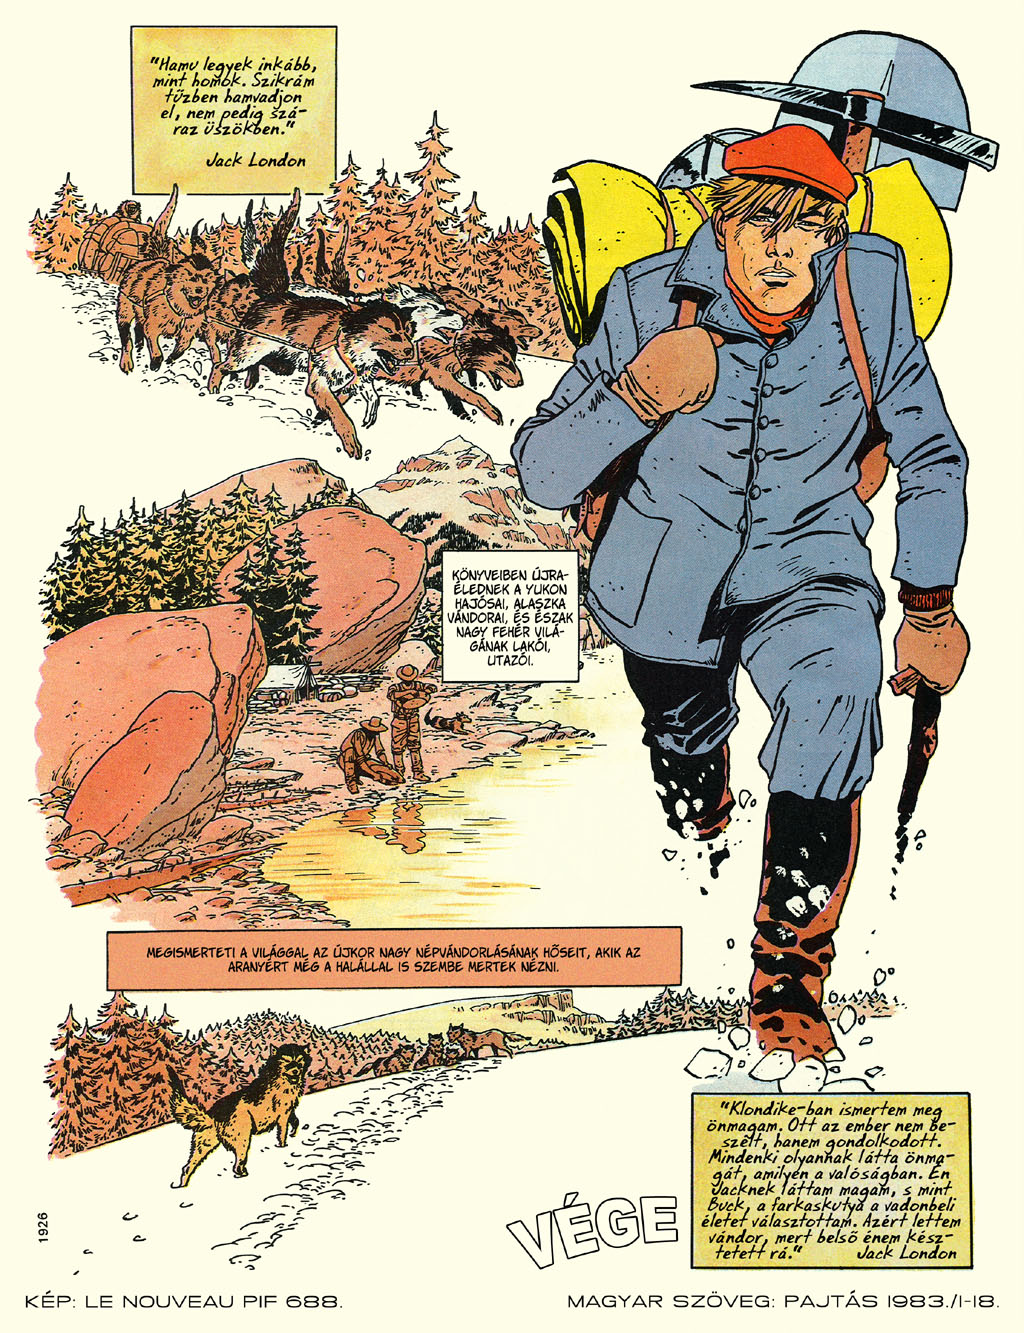 "Hamu legyek inkább,
mint homok. Szikrám
tűzben hamvadjon
el, nem pedig szá-
raz üszökben."
Jack London
KÖNYVEIBEN ÚJRA-
ÉLEDNEK A YUKON
HAJÓSAI, ALASZKA
VÁNDORAI, ÉS ÉSZAK
NAGY FEHÉR VILÁ-
GÁNAK LAKÓI,
UTAZÓI.
MEGISMERTETI A VILÁGGAL AZ ÚJKOR NAGY NÉPVÁNDORLÁSÁNAK HŐSEIT, AKIK AZ
ARANYÉRT MÉG A HALÁLLAL IS SZEMBE MERTEK NÉZNI.
"Klondike-ban ismertem meg
önmagam. Ott az ember nem be-
szélt, hanem gondolkodott.
Mindenki olyannak látta önma-
gát, amilyen a valóságban. Én
Jacknek láttam magam, s mint
Buck, a farkaskutya a vadonbeli
életet választottam. Azért lettem
vándor, mert belső énem kész-
tetett rá." Jack London
VÉGE
1926
KÉP: LE NOUVEAU PIF 688.
MAGYAR SZÖVEG: PAJTÁS 1983./1-18.